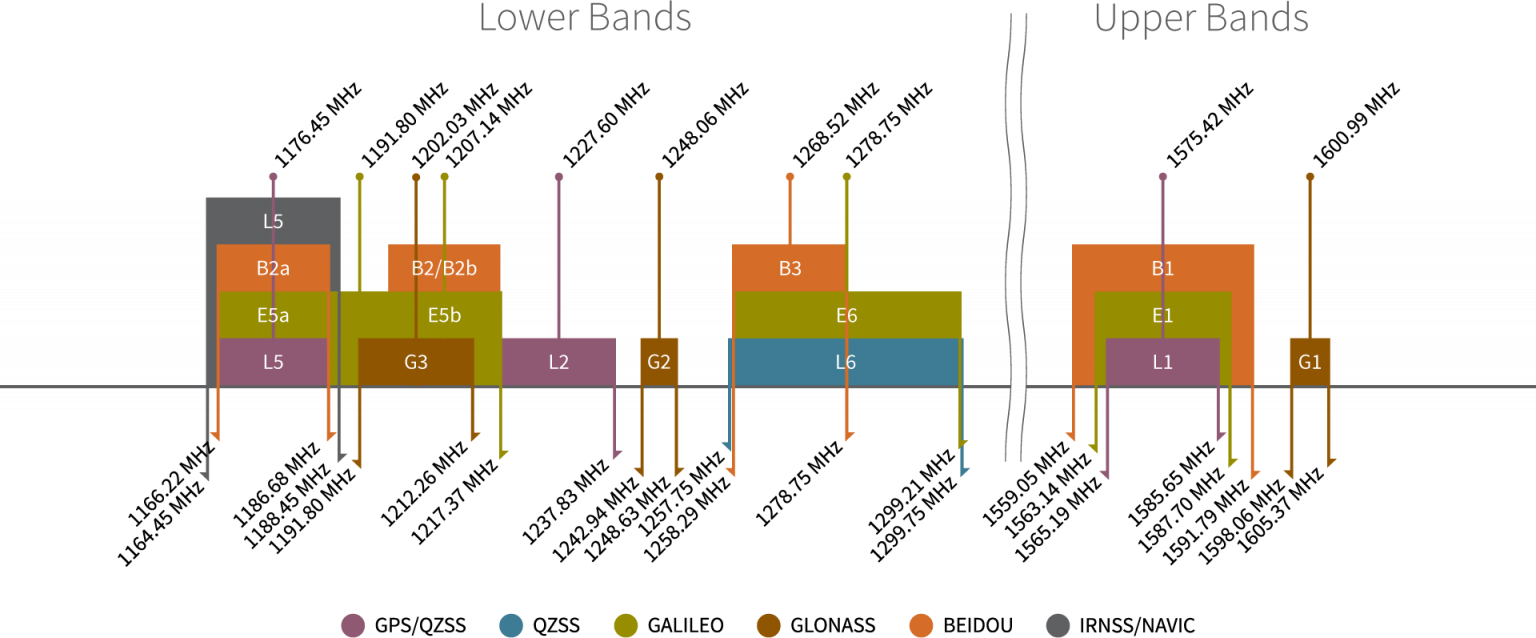 Lower Bands
Upper Bands
1176.45 MHz
1191.80 MHz
1202.03 MHz
1207.14 MHz
1227.60 MHz
1248.06 MHz
1268.52 MHz
1278.75 MHz
1575.42 MHz
1600.99 MHz
L5
B2a
B2/B2b
B3
B1
E5a
E5b
E6
E1
L5
G3
L2
G2
L6
L1
G1
1166.22 MHz
1164.45 MHz
1186.68 MHz
1188.45 MHz
1191.80 MHz
1212.26 MHz
1217.37 MHz
1237.83 MHz
1242.94 MHz
1248.63 MHz
1257.75 MHz
1258.29 MHz
1278.75 MHz
1299.21 MHz
1299.75 MHz
1559.05 MHz
1563.14 MHz
1565.19 MHz
1585.65 MHz
1587.70 MHz
1591.79 MHz
1598.06 MHz
1605.37 MHz
GPS/QZSS
QZSS
GALILEO
GLONASS
BEIDOU
IRNSS/NAVIC